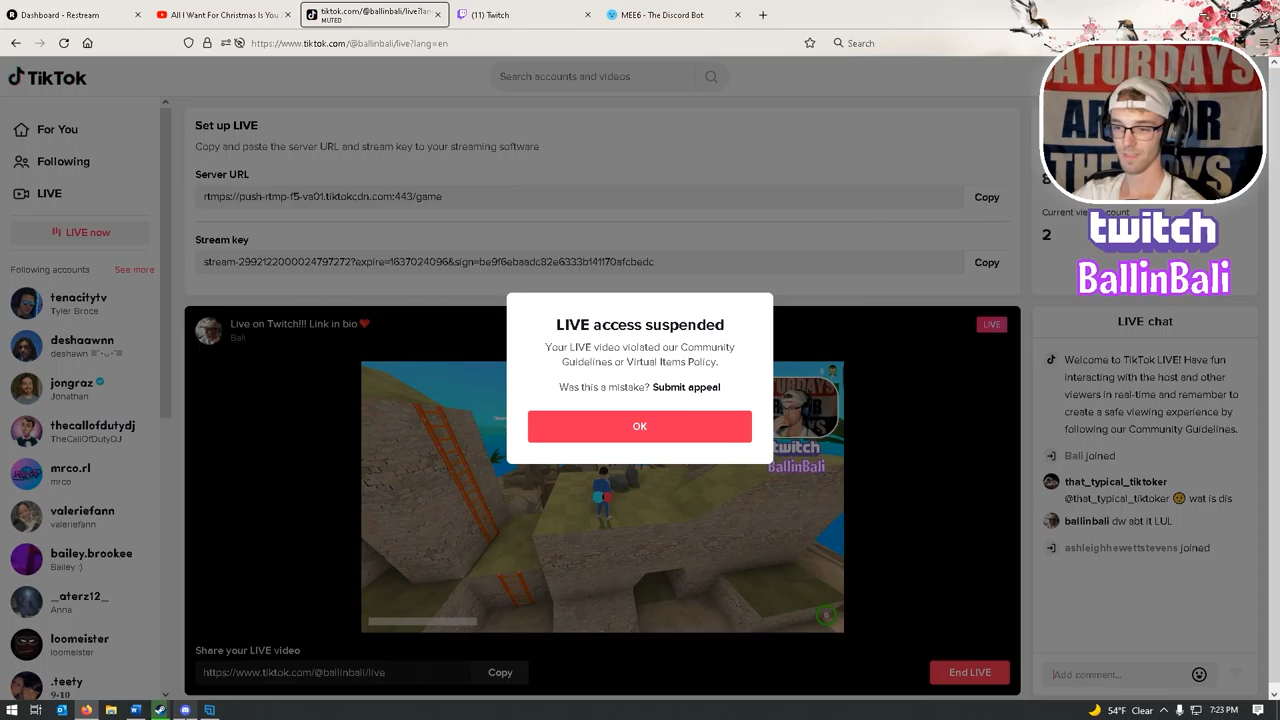 Dashboard - Restream
All I Want For Christmas Is You
tiktok.com/@ballinbali/live?lang=
MUTED
(11) Twitch
MEE6 - The Discord Bot
https://www.tiktok.com/@ballinbali/live?lang=en
Search
TikTok
Search accounts and videos
For You
Following
LIVE
LIVE now
Following accounts
See more
tenacitytv
Tyler Broce
deshaawnn
jongraz
Jonathan
thecallofdutydj
TheCallOfDutyDJ
mrco.rl
mrco
valeriefann
valeriefann
bailey.brookee
Bailey :)
__aterz12__
Anna
loomeister
loomeister
.teety
9•10
Set up LIVE
Copy and paste the server URL and stream key to your streaming software
Server URL
rtmps://push-rtmp-f5-va01.tiktokcdn.com:443/game
Copy
Stream key
Copy
Live on Twitch!!! Link in bio❤️
Bali
LIVE
LIVE access suspended
Your LIVE video violated our Community
Guidelines or Virtual Items Policy.
Was this a mistake? Submit appeal
OK
twitch
BallinBali
Share your LIVE video
https://www.tiktok.com/@ballinbali/live
Copy
End LIVE
SATURDAYS
ARE FOR
THE DAYS
8
Current viewer count
2
twitch
BallinBali
LIVE chat
Welcome to TikTok LIVE! Have fun
interacting with the host and other
viewers in real-time and remember to
create a safe viewing experience by
following our Community Guidelines.
Bali joined
that_typical_tiktoker
@that_typical_tiktoker 😟 wat is dis
ballinbali dw abt it LUL
ashleighhewettstevens joined
Add comment...
54°F Clear
7:23 PM